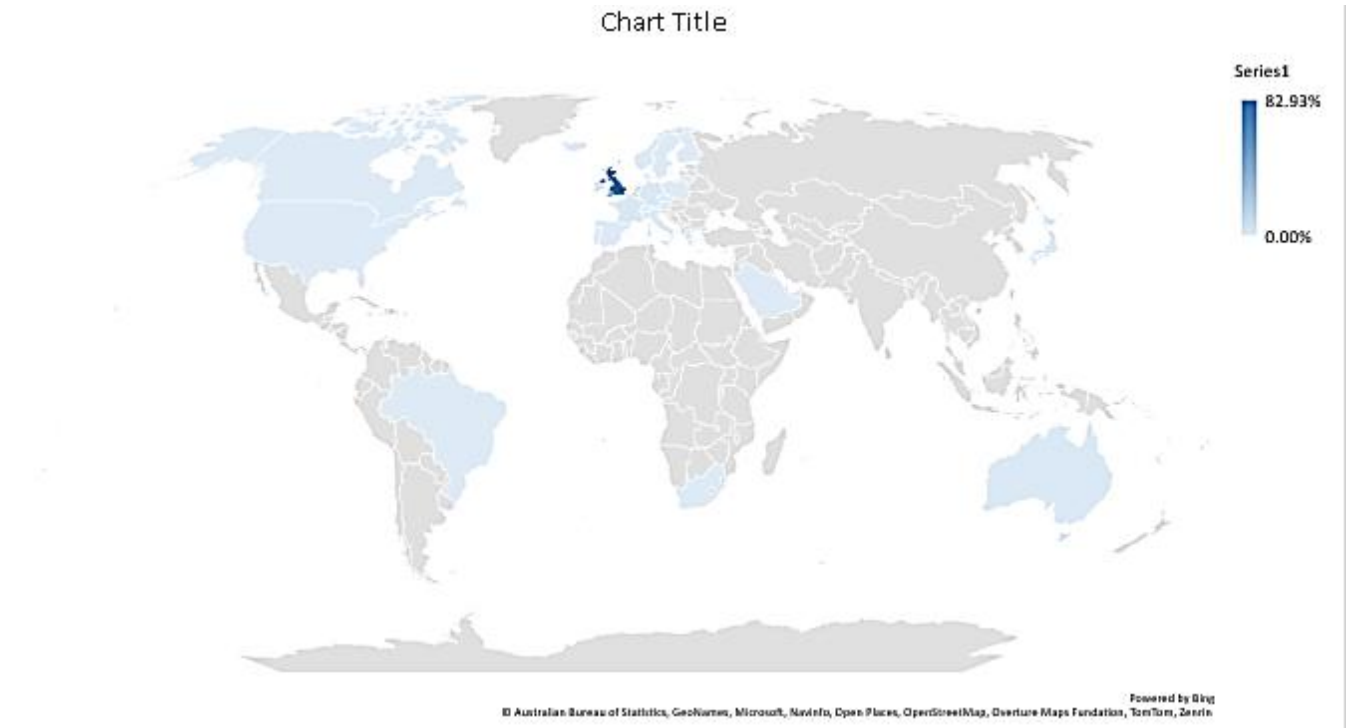 Chart Title
Series1
82.93%
0.00%
Powered by Bing
© Australian Bureau of Statistics, GeoNames, Microsoft, Navinfo, Open Places, OpenStreetMap, Overture Maps Fundation, TomTom, Zenrin